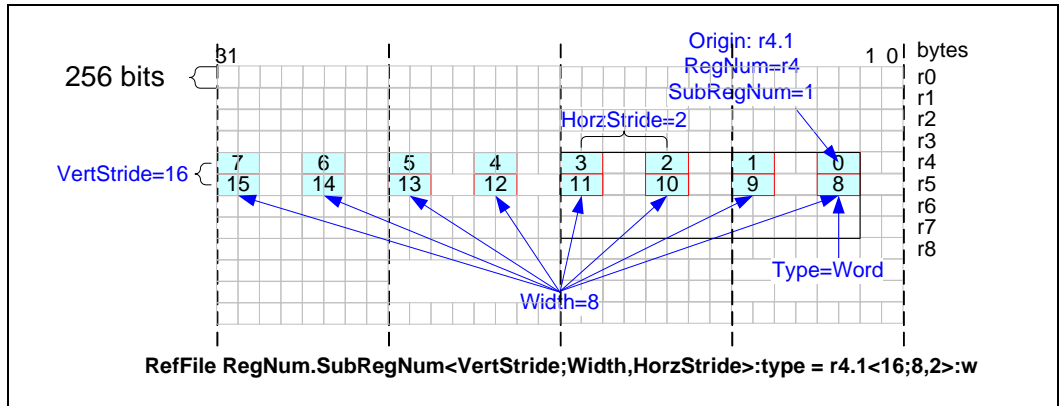 Origin: r4.1
31
1 0
bytes
256 bits
RegNum=r4
r0
SubRegNum=1
r1
HorzStride=2
r2
r3
7 6 5 4 3 2 1 0
r4
VertStride=16
15 14 13 12 11 10 9 8
r5
r6
r7
Type=Word
r8
Width=8
RefFile RegNum.SubRegNum<VertStride;Width,HorzStride>:type = r4.1<16;8,2>:w